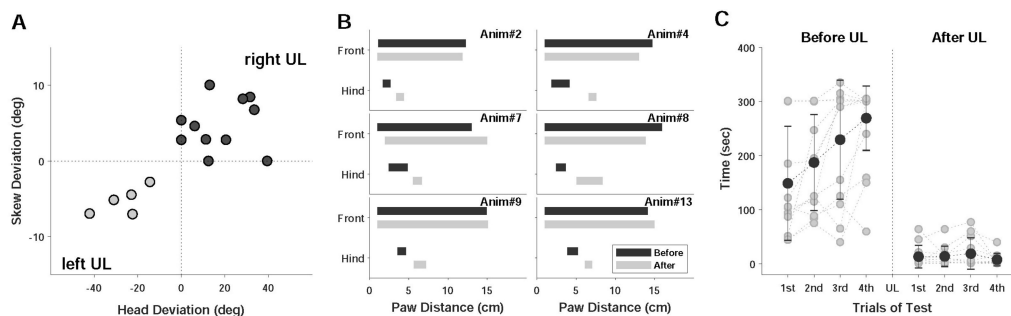 A
right UL
left UL
10
0
-10
-40 -20 0 20 40
Skew Deviation (deg)
Head Deviation (deg)
B
Anim#2
Anim#4
Front
Hind
Anim#7
Anim#8
Front
Hind
Anim#9
Anim#13
Front
Hind
Before
After
0 5 10 15
0 5 10 15
Paw Distance (cm)
Paw Distance (cm)
C
Before UL
After UL
400
300
200
100
0
Time (sec)
1st 2nd 3rd 4th UL 1st 2nd 3rd 4th
Trials of Test